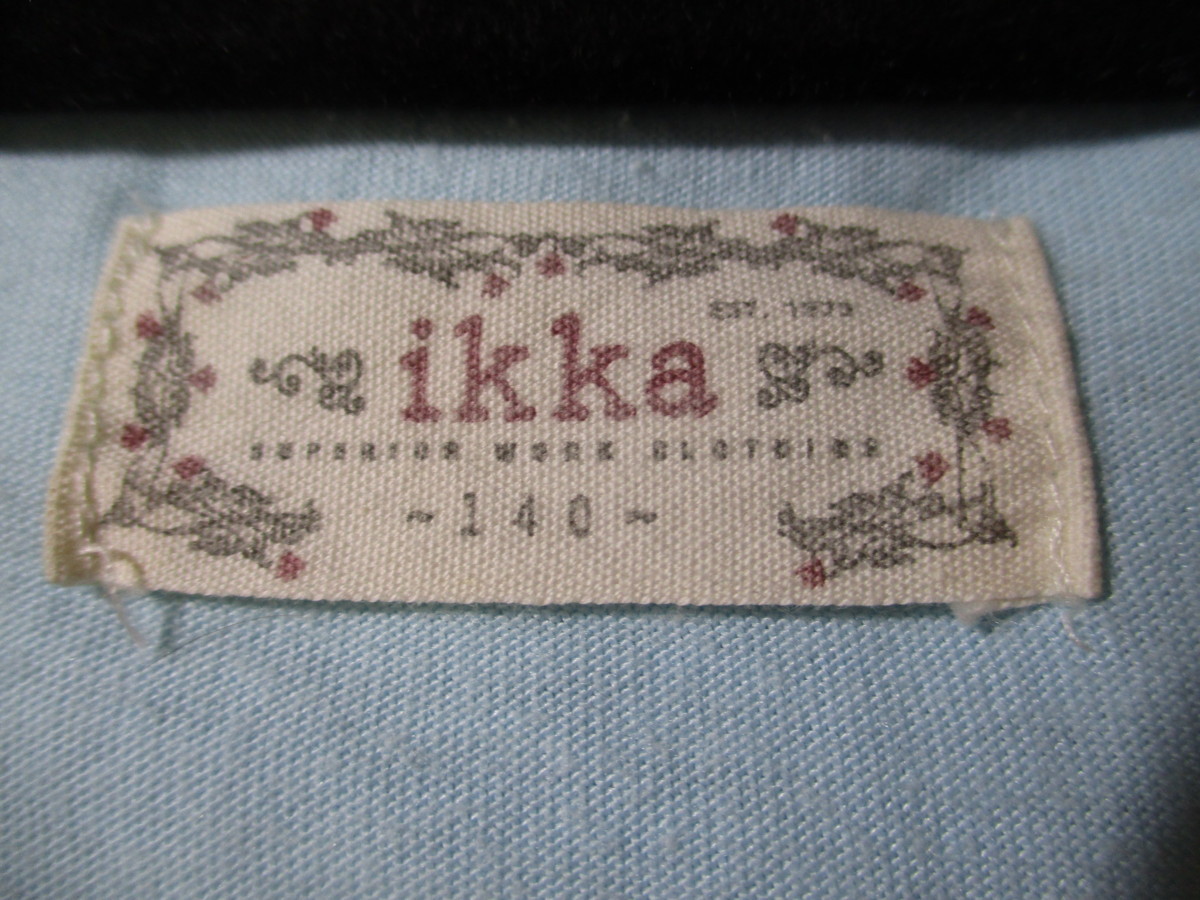 EST. 1973
ikka
SUPERIOR WORK CLOTHING
~140~